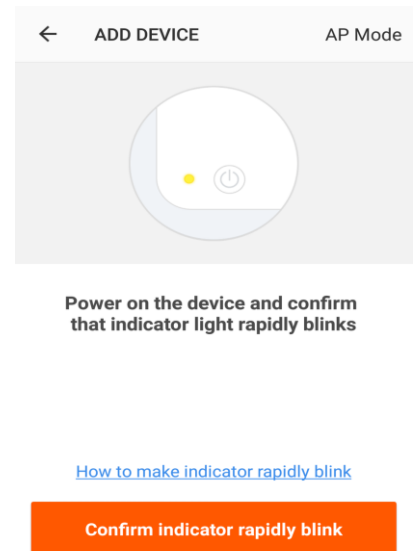 ADD DEVICE AP Mode
Power on the device and confirm
that indicator light rapidly blinks
How to make indicator rapidly blink
Confirm indicator rapidly blink